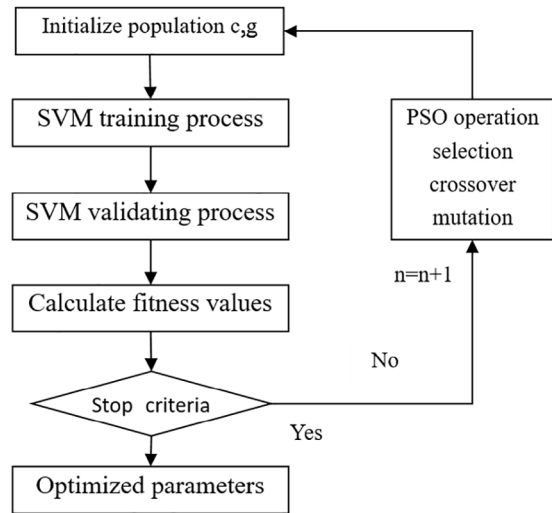 Initialize population c,g
SVM training process
SVM validating process
Calculate fitness values
Stop criteria
Yes
Optimized parameters
No
n=n+1
PSO operation
selection
crossover
mutation